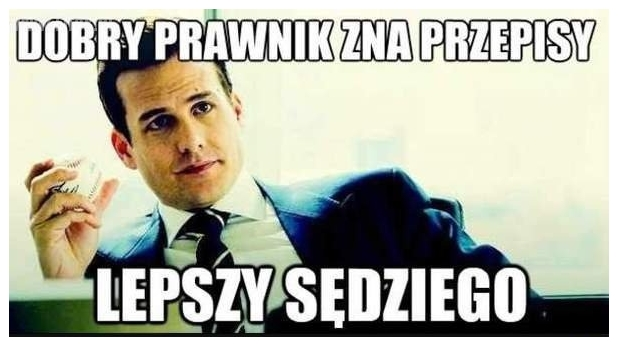 DOBRY PRAWNIK ZNA PRZEPISY
LEPSZY SĘDZIEGO